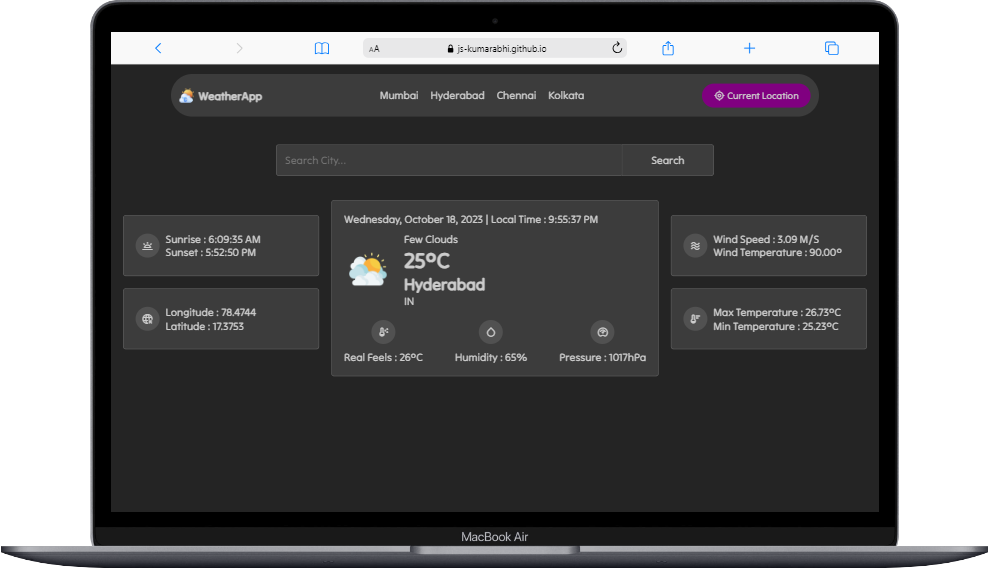 AA js-kumarabhi.github.io
WeatherApp
Mumbai Hyderabad Chennai Kolkata
Current Location
Search City...
Search
Sunrise : 6:09:35 AM
Sunset : 5:52:50 PM
Longitude : 78.4744
Latitude : 17.3753
Wednesday, October 18, 2023 | Local Time : 9:55:37 PM
Few Clouds
25°C
Hyderabad
IN
Real Feels : 26°C
Humidity : 65%
Pressure : 1017hPa
Wind Speed : 3.09 M/S
Wind Temperature : 90.00°
Max Temperature : 26.73°C
Min Temperature : 25.23°C
MacBook Air